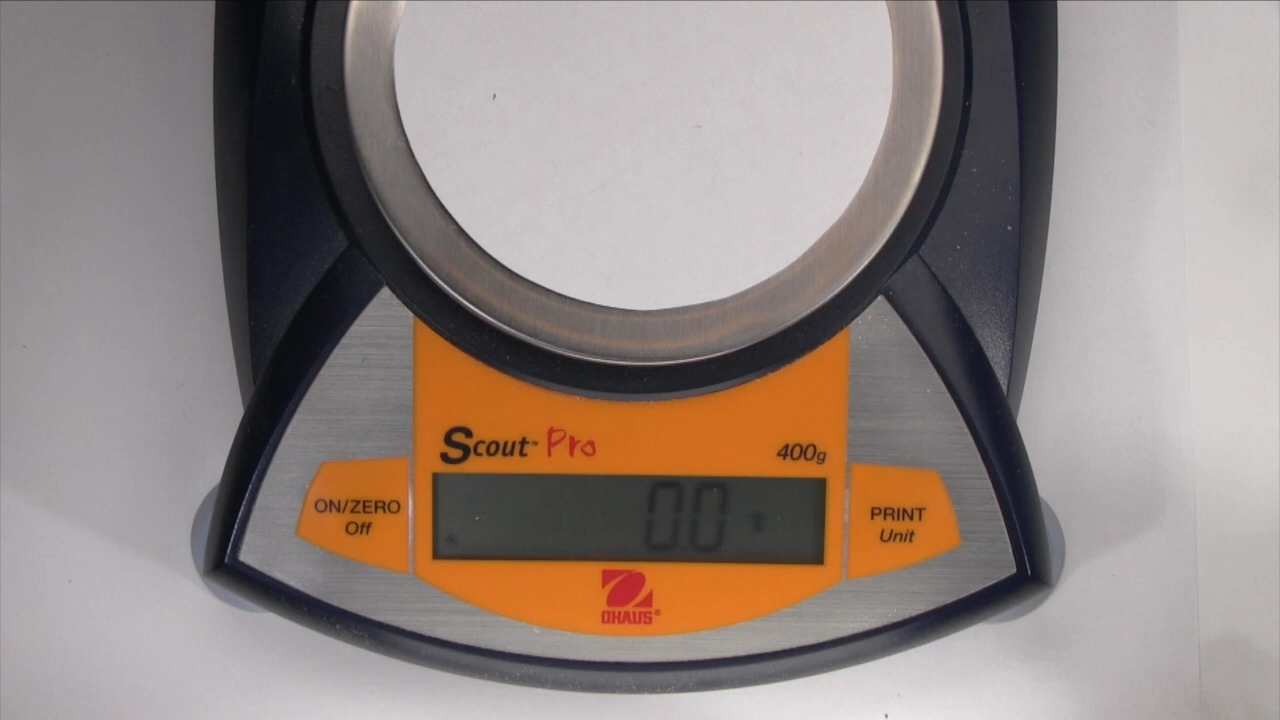 Scout™ Pro
400g
ON/ZERO
Off
00
PRINT
Unit
OHAUS®